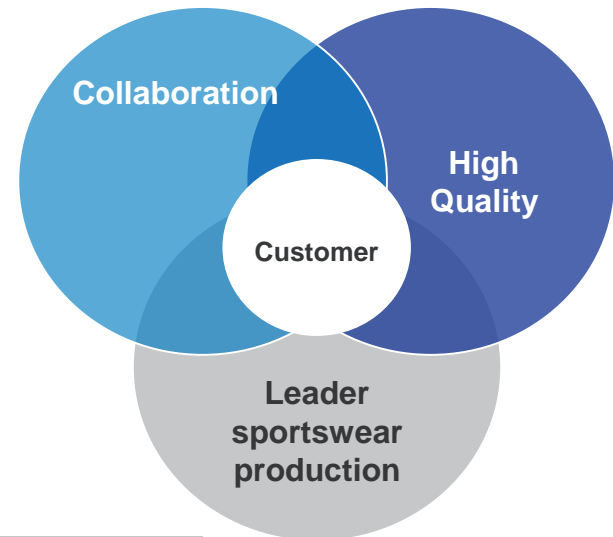 Collaboration
High
Quality
Customer
Leader
sportswear
production